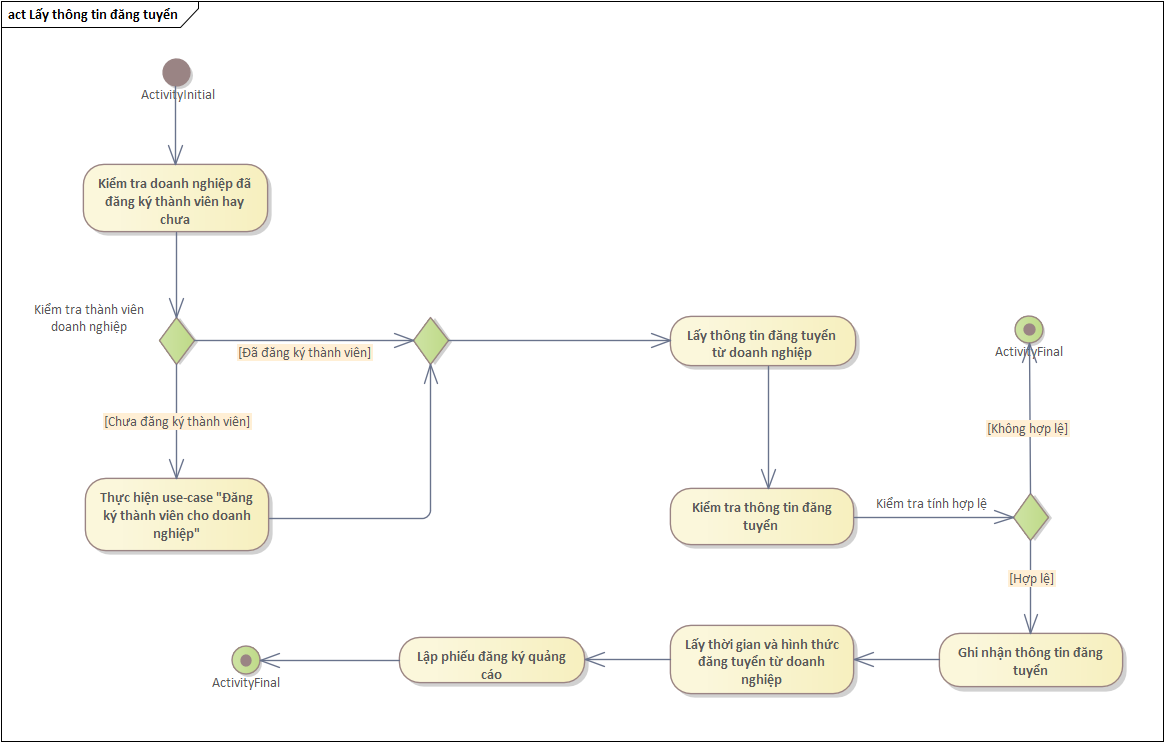 act Lấy thông tin đăng tuyển
ActivityInitial
Kiểm tra doanh nghiệp đã
đăng ký thành viên hay
chưa
Kiểm tra thành viên
doanh nghiệp
[Đã đăng ký thành viên]
[Chưa đăng ký thành viên]
Thực hiện use-case "Đăng
ký thành viên cho doanh
nghiệp"
Lấy thông tin đăng tuyển
từ doanh nghiệp
Kiểm tra thông tin đăng
tuyển
Kiểm tra tính hợp lệ
ActivityFinal
[Không hợp lệ]
[Hợp lệ]
Ghi nhận thông tin đăng
tuyển
Lấy thời gian và hình thức
đăng tuyển từ doanh
nghiệp
Lập phiếu đăng ký quảng
cáo
ActivityFinal